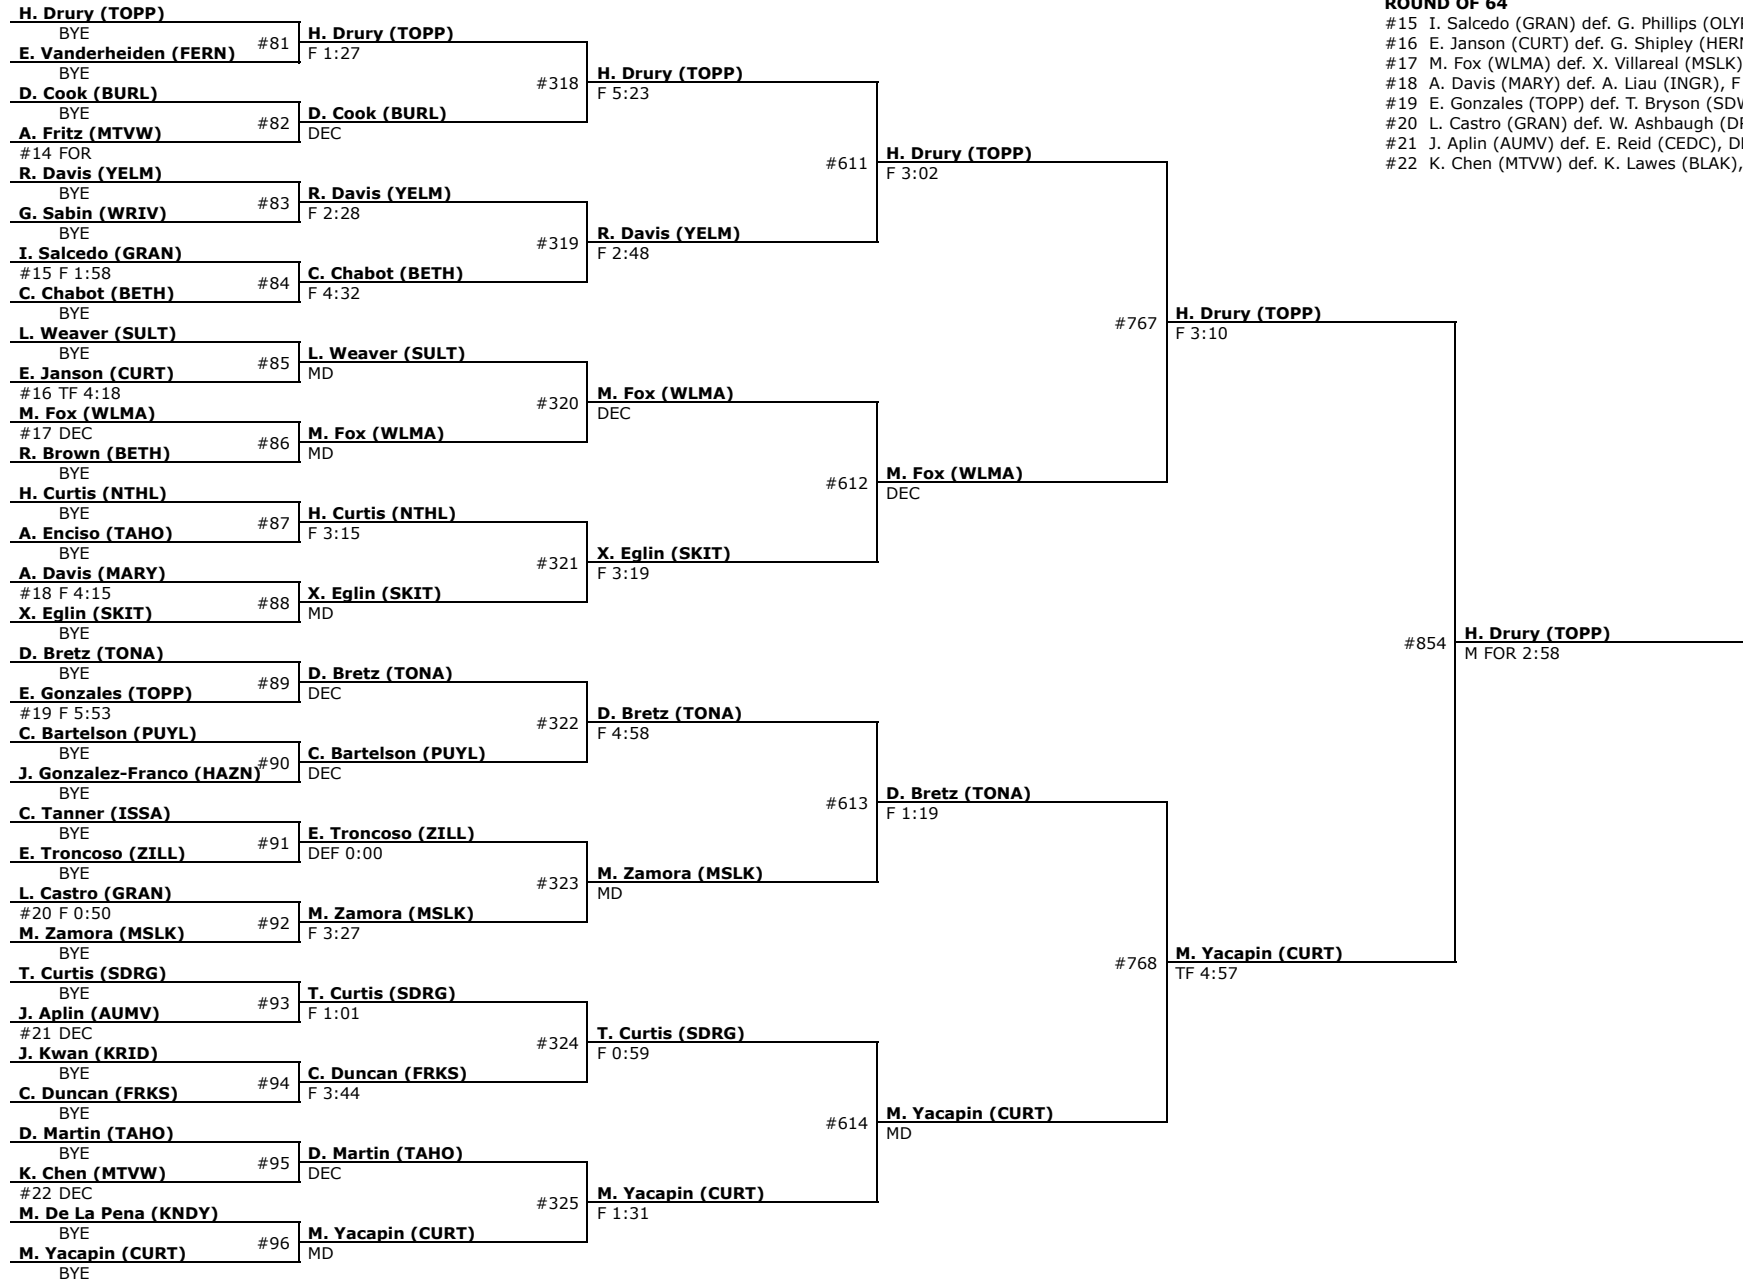 H. Drury (TOPP)
BYE
E. Vanderheiden (FERN)
BYE
D. Cook (BURL)
BYE
A. Fritz (MTVW)
#14 FOR
R. Davis (YELM)
BYE
G. Sabin (WRIV)
BYE
I. Salcedo (GRAN)
#15 F 1:58
C. Chabot (BETH)
BYE
L. Weaver (SULT)
BYE
E. Janson (CURT)
#16 TF 4:18
M. Fox (WLMA)
#17 DEC
R. Brown (BETH)
BYE
H. Curtis (NTHL)
BYE
A. Enciso (TAHO)
BYE
A. Davis (MARY)
#18 F 4:15
X. Eglin (SKIT)
BYE
D. Bretz (TONA)
BYE
E. Gonzales (TOPP)
#19 F 5:53
C. Bartelson (PUYL)
BYE
J. Gonzalez-Franco (HAZN)
BYE
C. Tanner (ISSA)
BYE
E. Troncoso (ZILL)
BYE
L. Castro (GRAN)
#20 F 0:50
M. Zamora (MSLK)
BYE
T. Curtis (SDRG)
BYE
J. Aplin (AUMV)
#21 DEC
J. Kwan (KRID)
BYE
C. Duncan (FRKS)
BYE
D. Martin (TAHO)
BYE
K. Chen (MTVW)
#22 DEC
M. De La Pena (KNDY)
BYE
M. Yacapin (CURT)
BYE
#81
#82
#83
#84
#85
#86
#87
#88
#89
#90
#91
#92
#93
#94
#95
#96
H. Drury (TOPP)
F 1:27
D. Cook (BURL)
DEC
R. Davis (YELM)
F 2:28
C. Chabot (BETH)
F 4:32
L. Weaver (SULT)
MD
M. Fox (WLMA)
MD
H. Curtis (NTHL)
F 3:15
X. Eglin (SKIT)
MD
D. Bretz (TONA)
DEC
C. Bartelson (PUYL)
DEC
E. Troncoso (ZILL)
DEF 0:00
M. Zamora (MSLK)
F 3:27
T. Curtis (SDRG)
F 1:01
C. Duncan (FRKS)
F 3:44
D. Martin (TAHO)
DEC
M. Yacapin (CURT)
MD
#318
#319
#320
#321
#322
#323
#324
#325
H. Drury (TOPP)
F 5:23
R. Davis (YELM)
F 2:48
M. Fox (WLMA)
DEC
X. Eglin (SKIT)
F 3:19
D. Bretz (TONA)
F 4:58
M. Zamora (MSLK)
MD
T. Curtis (SDRG)
F 0:59
M. Yacapin (CURT)
F 1:31
#611
#612
#613
#614
H. Drury (TOPP)
F 3:02
M. Fox (WLMA)
DEC
D. Bretz (TONA)
F 1:19
M. Yacapin (CURT)
MD
#767
#768
H. Drury (TOPP)
F 3:10
M. Yacapin (CURT)
TF 4:57
#854
H. Drury (TOPP)
M FOR 2:58
ROUND OF 64
#15 I. Salcedo (GRAN) def. G. Phillips
#16 E. Janson (CURT) def. G. Shipley
#17 M. Fox (WLMA) def. X. Villareal (MSLK)
#18 A. Davis (MARY) def. A. Liau (INGR), F
#19 E. Gonzales (TOPP) def. T. Bryson
#20 L. Castro (GRAN) def. W. Ashbaugh
#21 J. Aplin (AUMV) def. E. Reid (CEDC),
#22 K. Chen (MTVW) def. K. Lawes (BLAK),